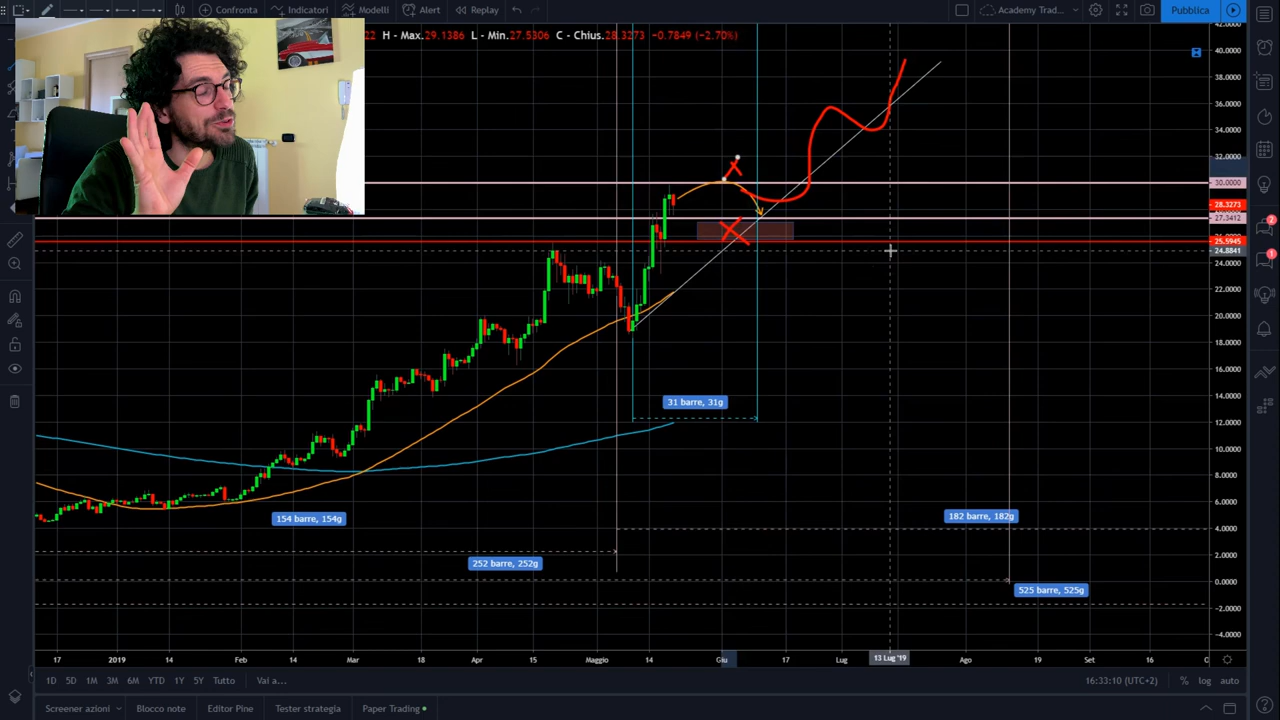 Confronta
Indicatori
Modelli
Alert
Replay
Academy Trad...
Pubblica
22 H - Max.29.1386 L - Min.27.5306 C - Chius.28.3273 -0.7849 (-2.70%)
40.0000
38.0000
36.0000
34.0000
32.0000
30.0000
28.3273
27.3412
25.5945
24.8841
24.0000
22.0000
20.0000
18.0000
16.0000
14.0000
12.0000
10.0000
8.0000
6.0000
4.0000
2.0000
0.0000
-2.0000
-4.0000
2
1
31 barre, 31g
154 barre, 154g
182 barre, 182g
252 barre, 252g
525 barre, 525g
17 2019 14 Feb 14 Mar 18 Apr 15 Maggio 14 Giu 17 Lug 13 Lug '19 Ago 19 Set 16
1D 5D 1M 3M 6M YTD 1Y 5Y Tutto Vai a...
16:33:10 (UTC+2) % log auto
Screener azioni Blocco note Editor Pine Tester strategia Paper Trading